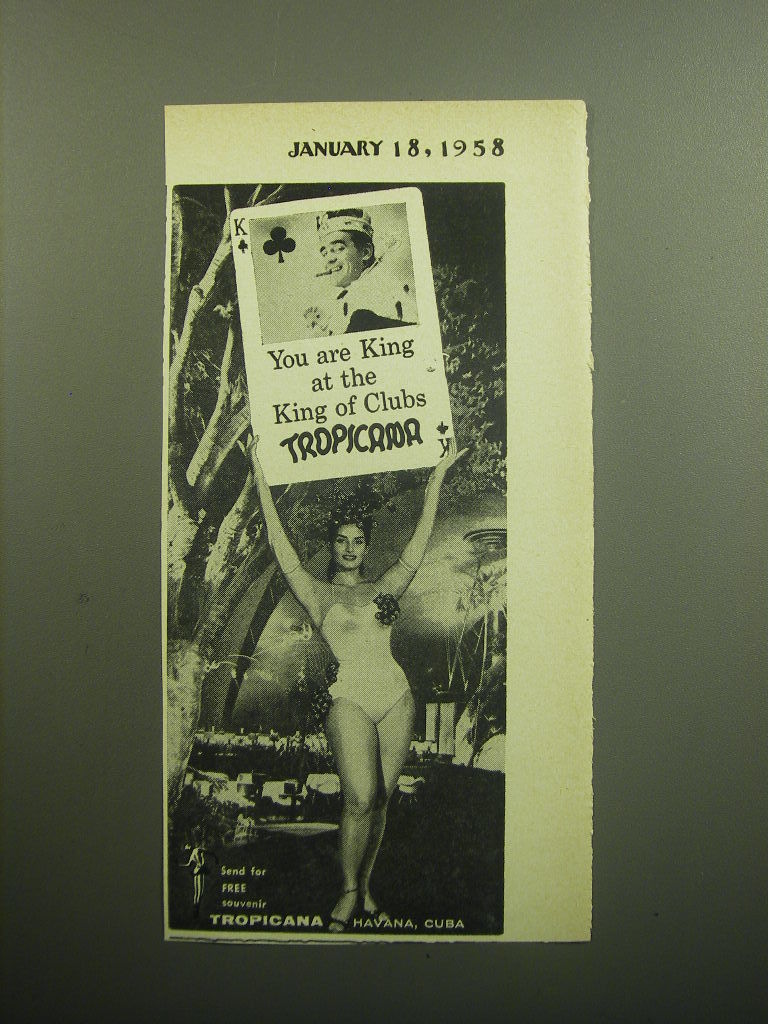 JANUARY 18, 1958
K
You are King
at the
King of Clubs
TROPICANA
K
Send for
FREE
souvenir
TROPICANA HAVANA, CUBA